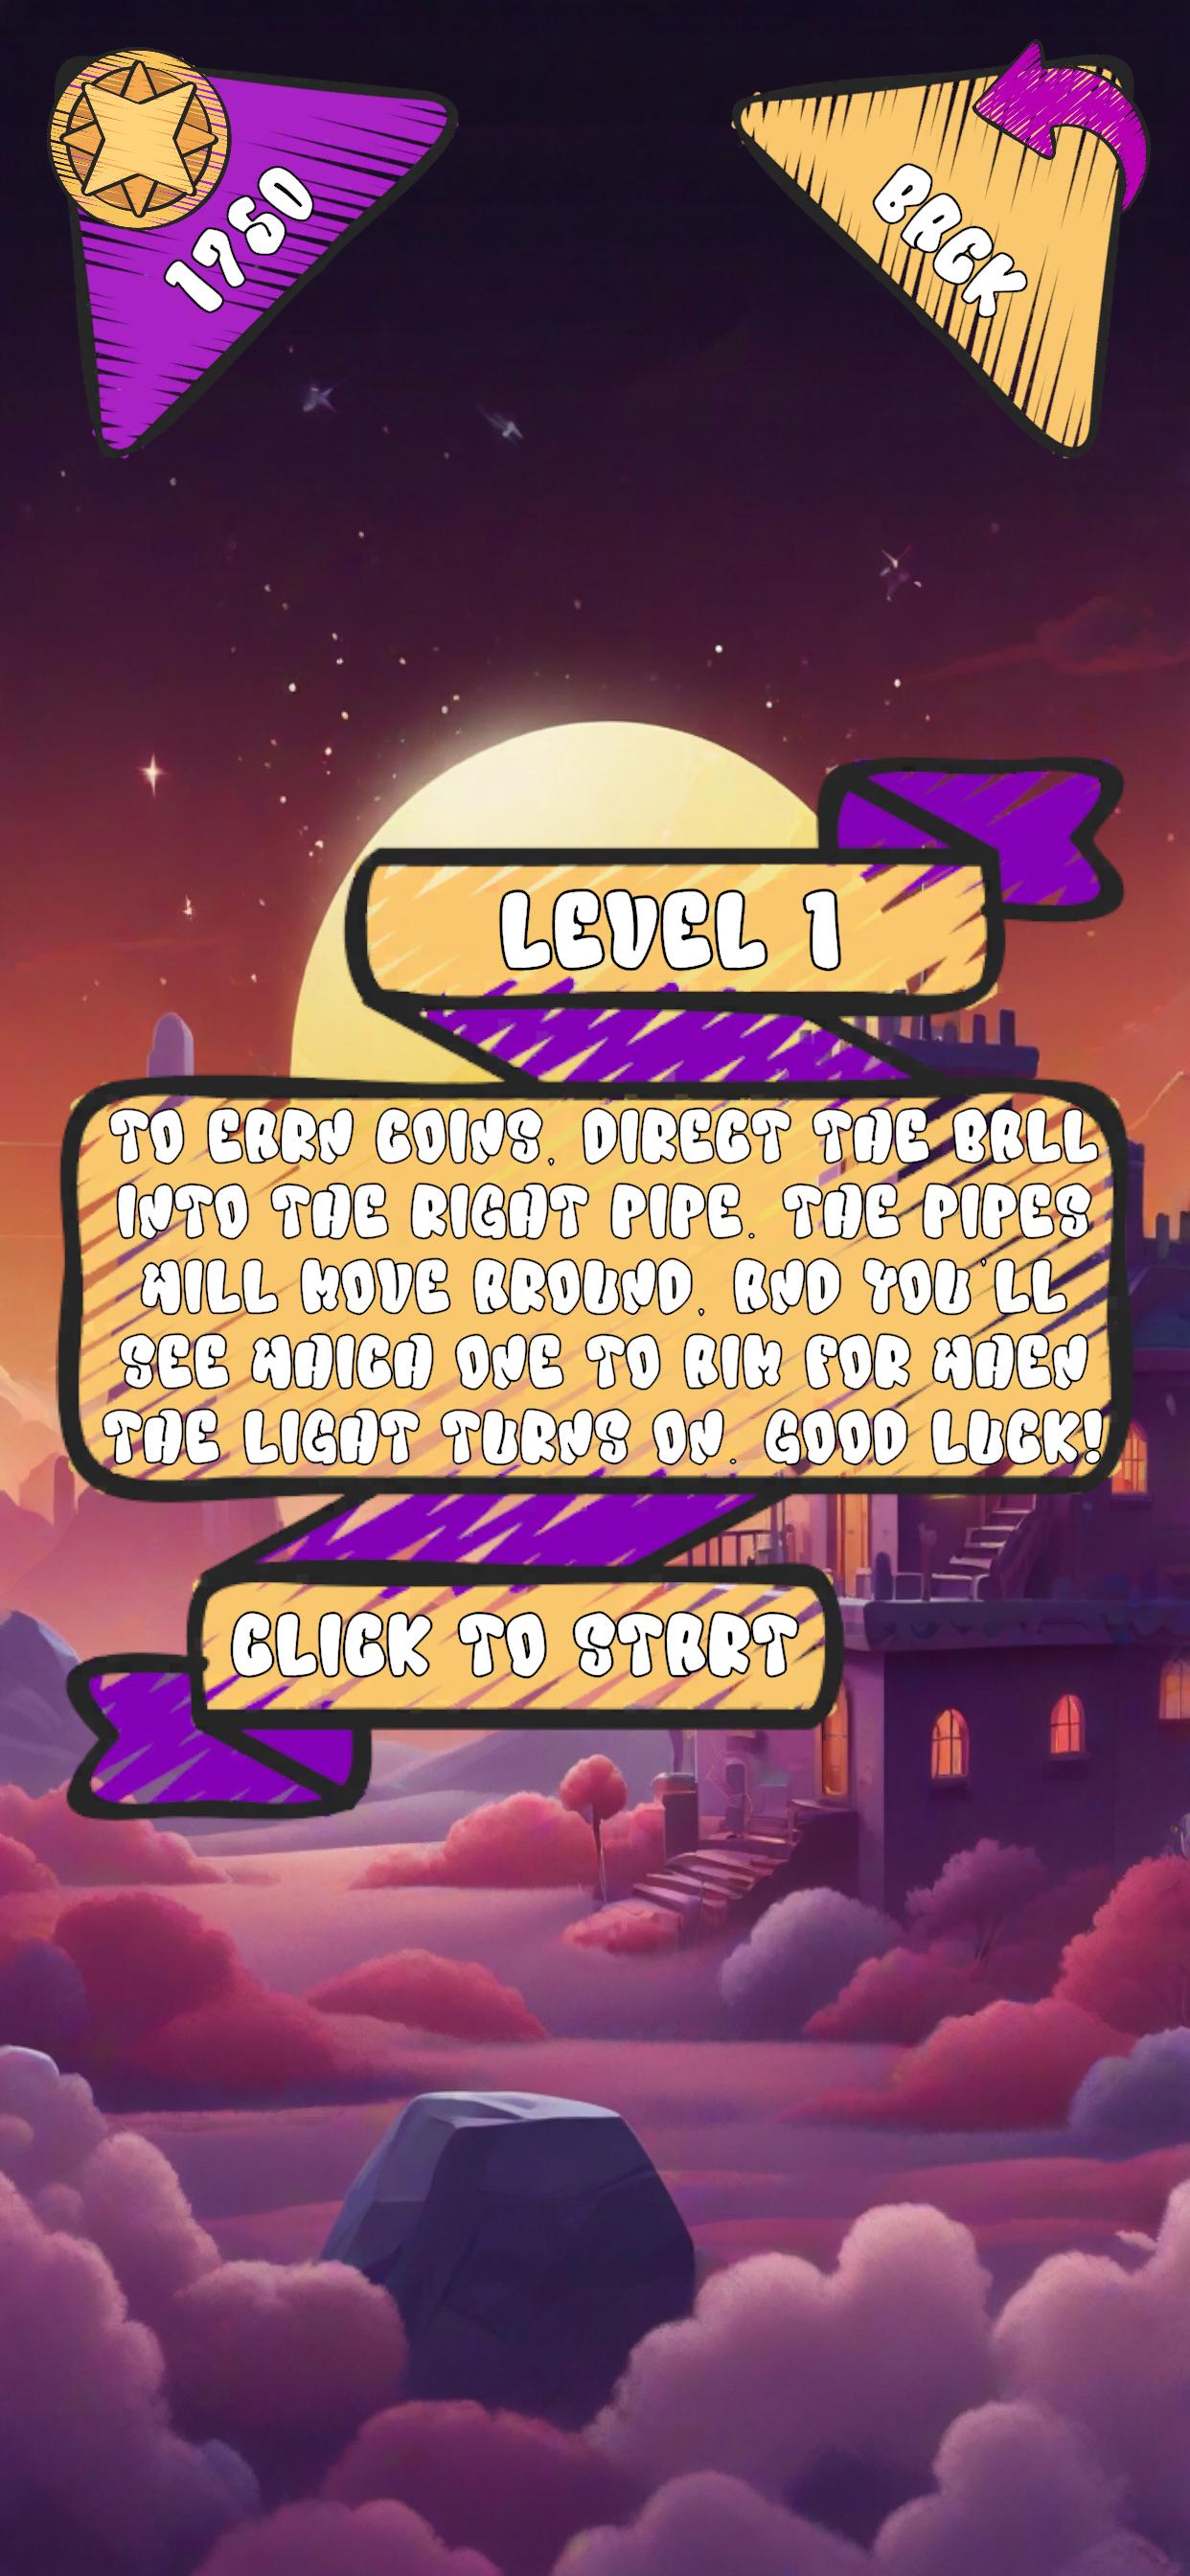 1750
BACK
LEVEL 1
TO EARN COINS, DIRECT THE BALL
INTO THE RIGHT PIPE. THE PIPES
WILL MOVE AROUND, AND YOU'LL
SEE WHICH ONE TO AIM FOR WHEN
THE LIGHT TURNS ON. GOOD LUCK!
CLICK TO START